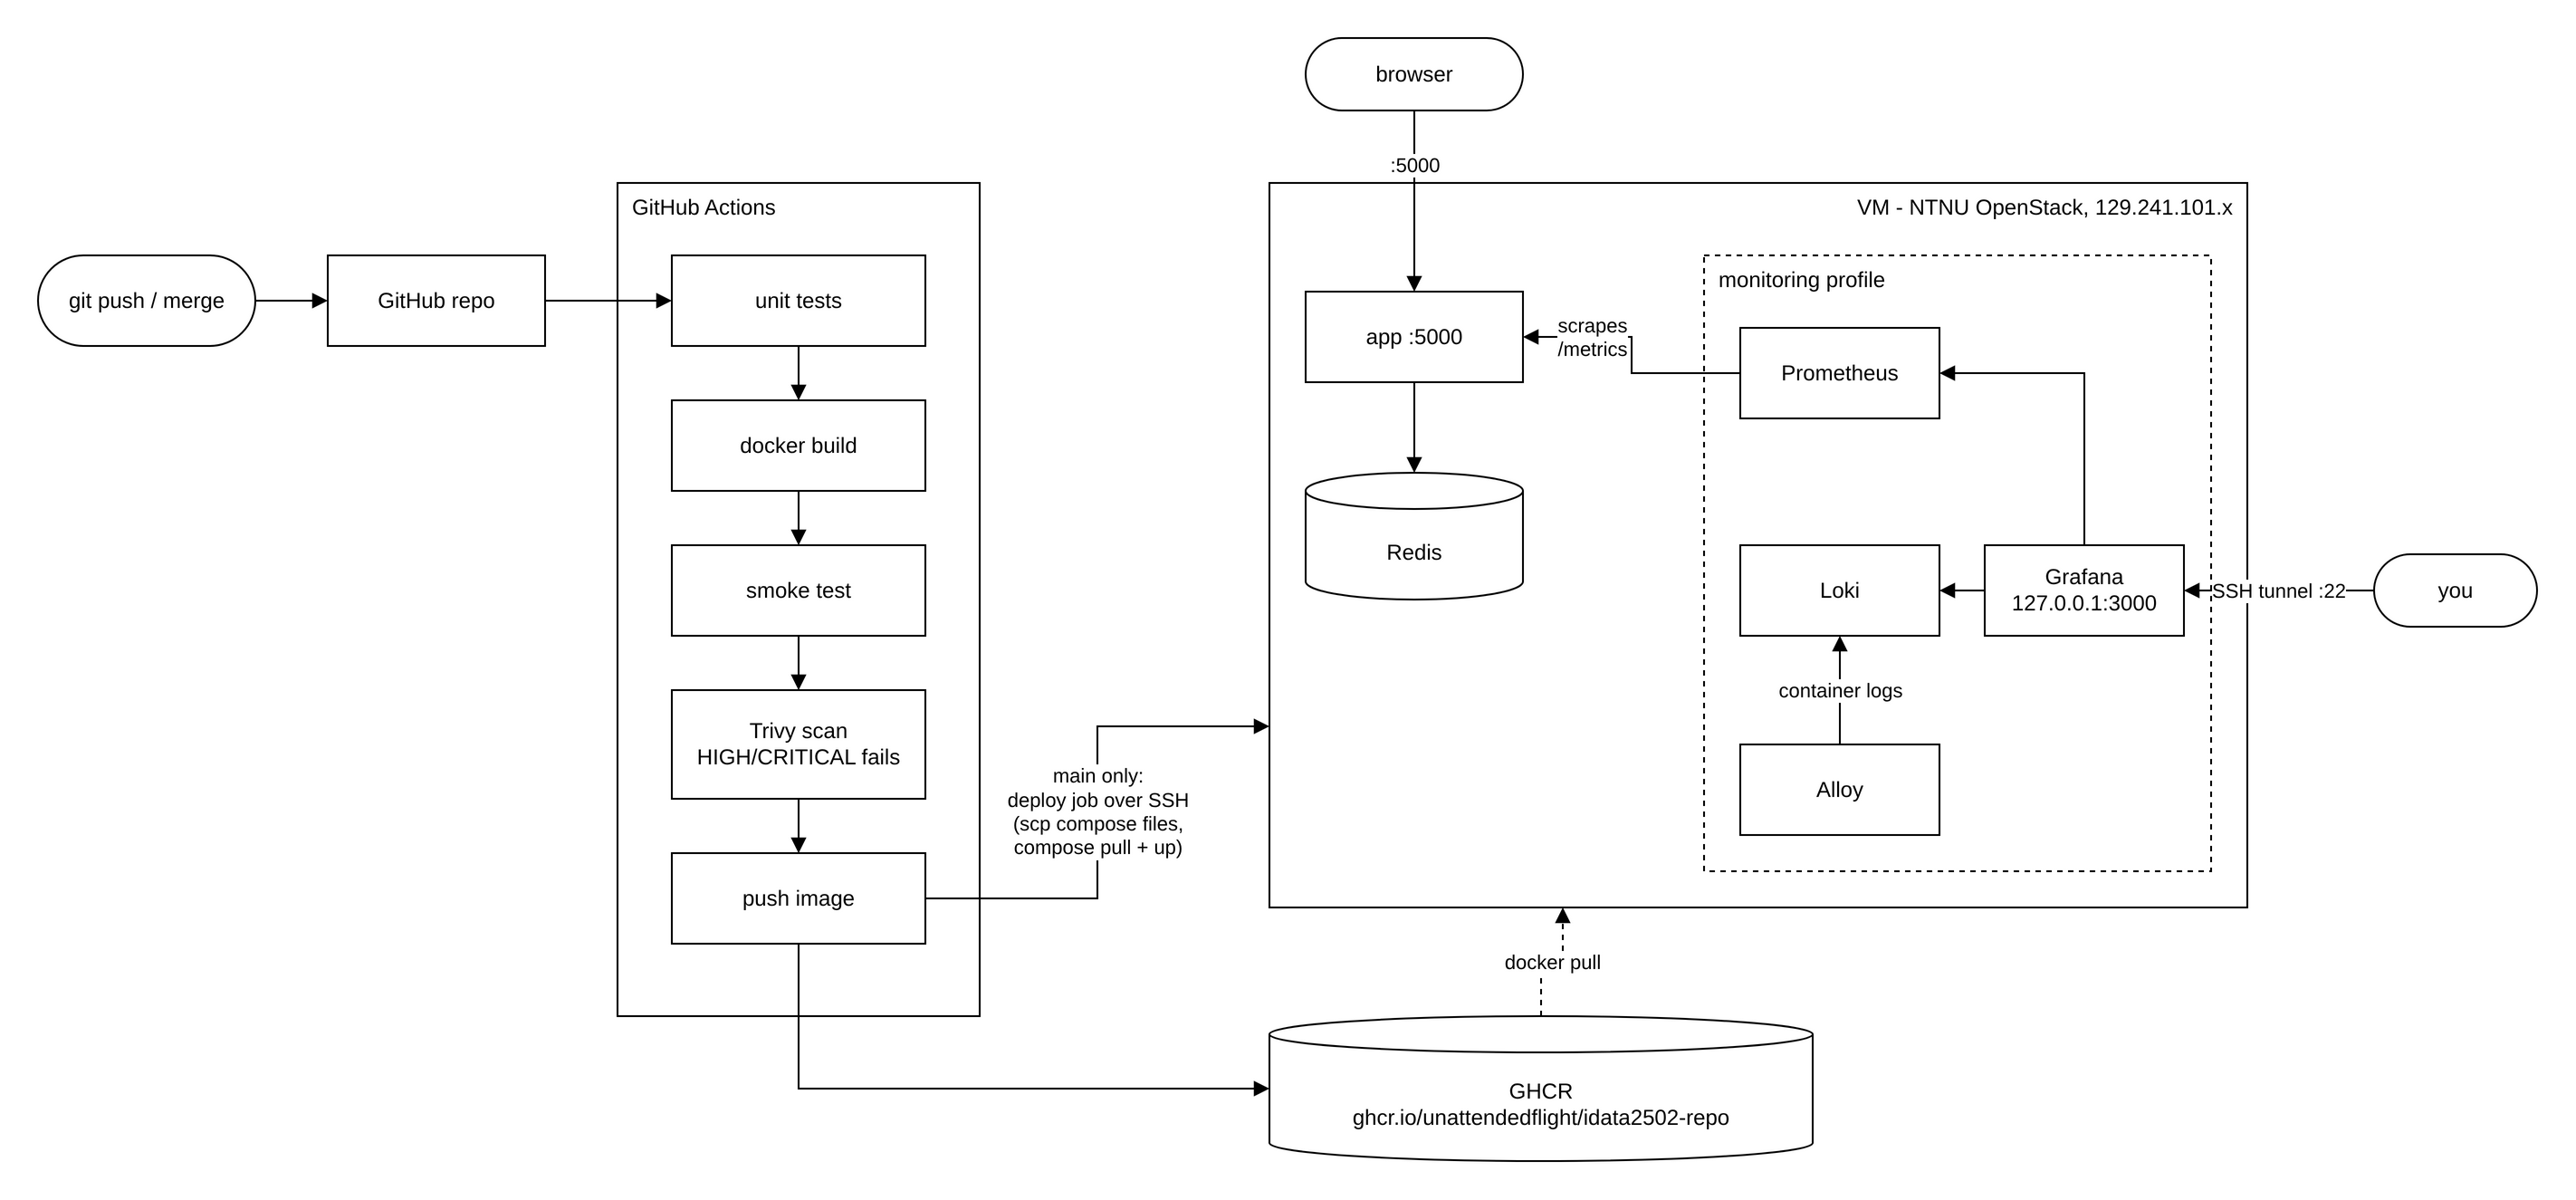 browser
:5000
GitHub Actions
VM - NTNU OpenStack, 129.241.101.x
git push / merge
GitHub repo
unit tests
docker build
smoke test
Trivy scan
HIGH/CRITICAL fails
push image
main only:
deploy job over SSH
(scp compose files,
compose pull + up)
app :5000
Redis
scrapes
/metrics
monitoring profile
Prometheus
Loki
Grafana
127.0.0.1:3000
container logs
Alloy
SSH tunnel :22
you
docker pull
GHCR
ghcr.io/unattendedflight/idata2502-repo